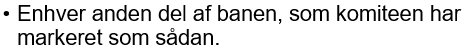 • Enhver anden del af banen, som komiteen har
markeret som sådan.